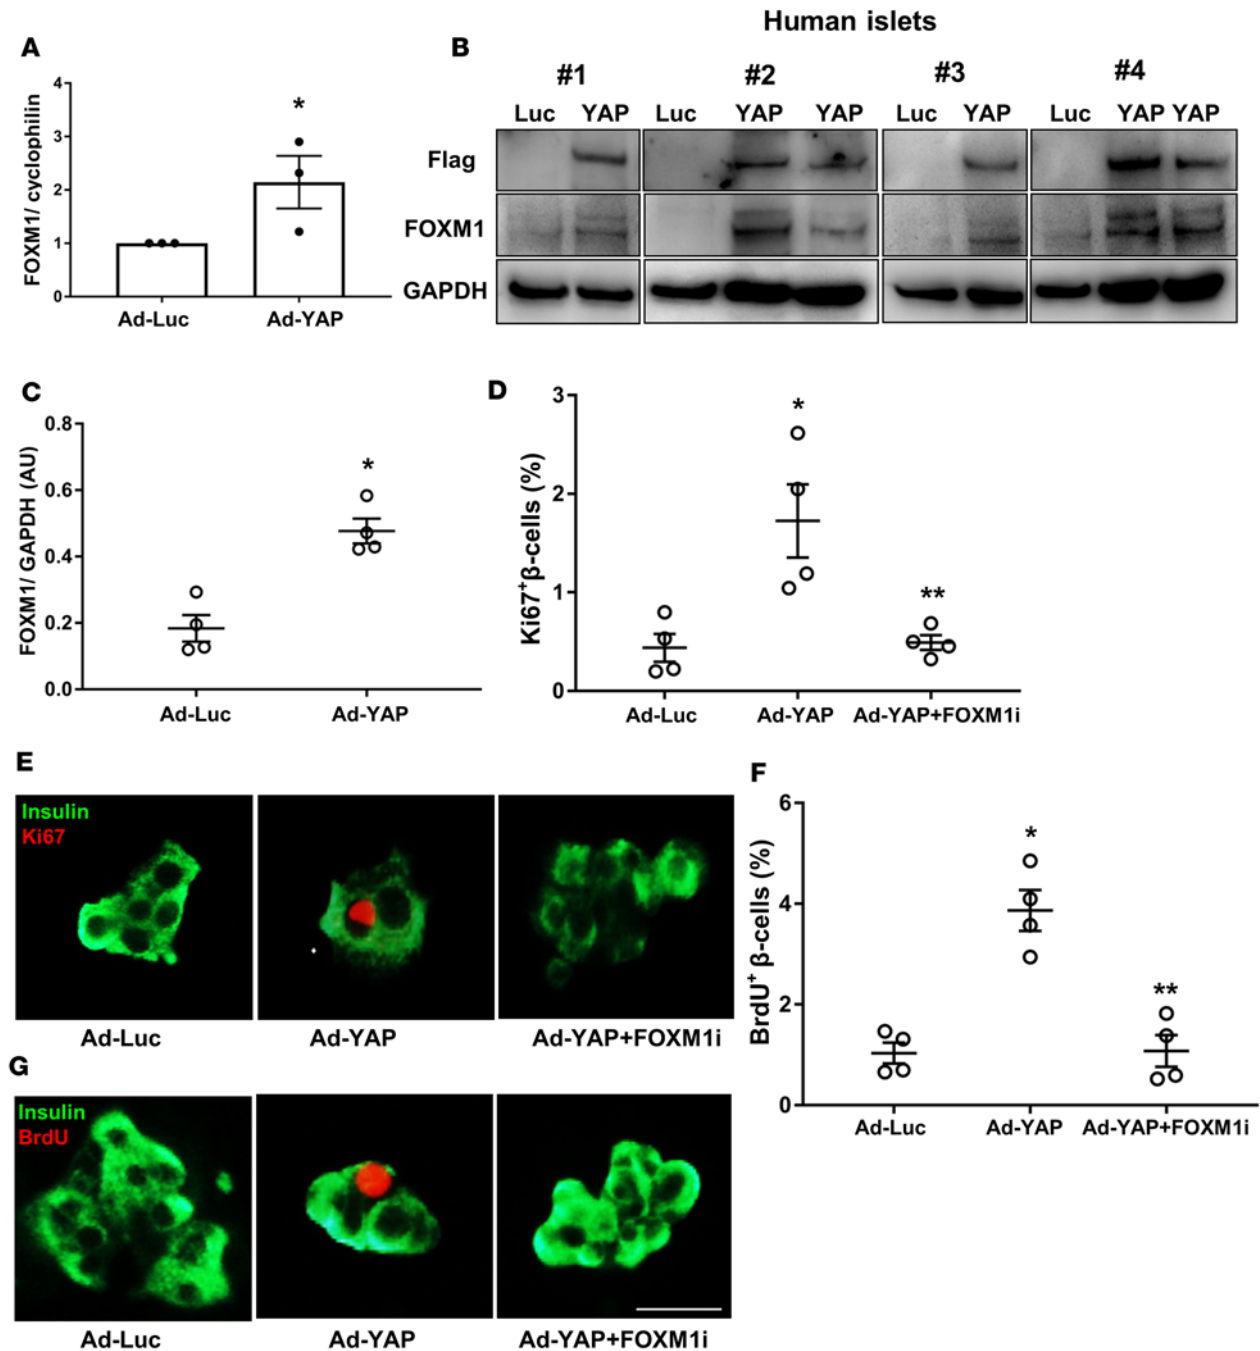 Human islets
A
B
#1 #2 #3 #4
Luc YAP Luc YAP YAP Luc YAP Luc YAP YAP
Flag
FOXM1
GAPDH
FOXM1/ cyclophilin
4
3
2
1
0
*
Ad-Luc Ad-YAP
C
FOXM1/ GAPDH (AU)
0.8
0.6
0.4
0.2
0.0
*
Ad-Luc Ad-YAP
D
Ki67⁺β-cells (%)
3
2
1
0
*
**
Ad-Luc Ad-YAP Ad-YAP+FOXM1i
E
Insulin
Ki67
Ad-Luc Ad-YAP Ad-YAP+FOXM1i
F
BrdU⁺ β-cells (%)
6
4
2
0
*
**
Ad-Luc Ad-YAP Ad-YAP+FOXM1i
G
Insulin
BrdU
Ad-Luc Ad-YAP Ad-YAP+FOXM1i